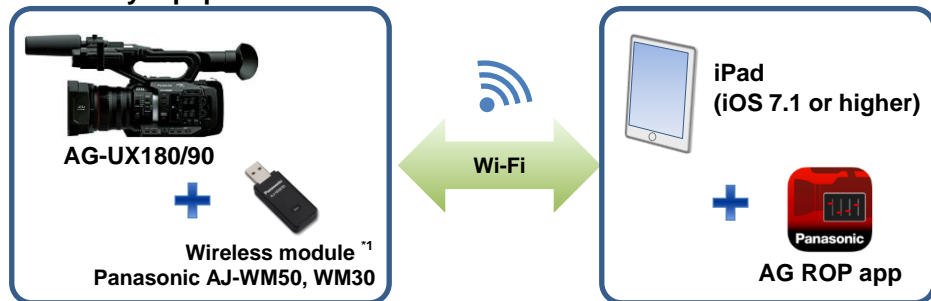 AG-UX180/90
Wireless module *1
Panasonic AJ-WM50, WM30
Wi-Fi
iPad
(iOS 7.1 or higher)
Panasonic
AG ROP app